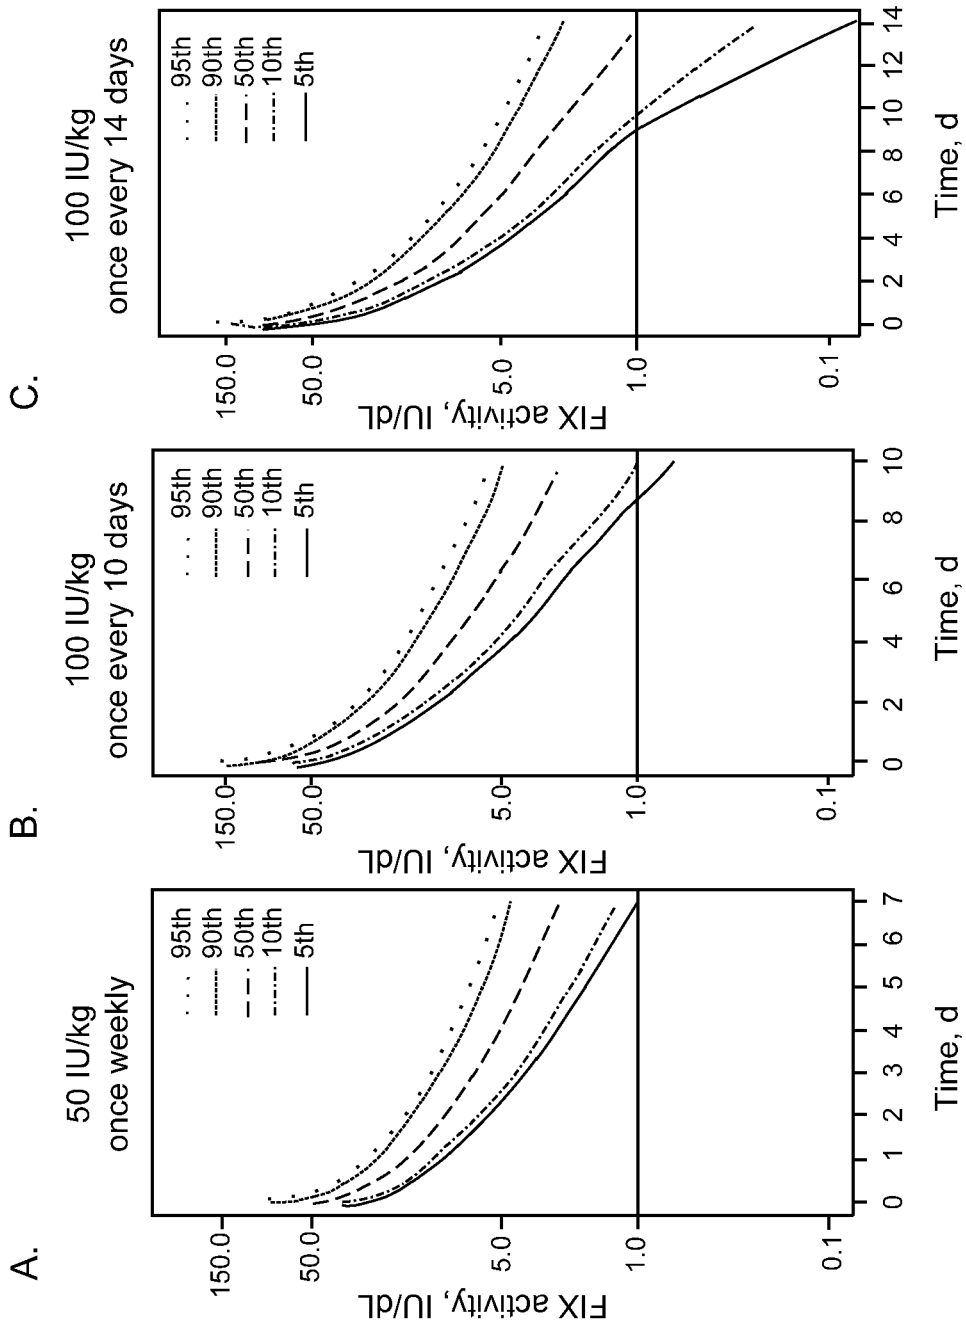 A.
50 IU/kg
once weekly
FIX activity, IU/dL
150.0
50.0
5.0
1.0
0.1
95th
90th
50th
10th
5th
0 1 2 3 4 5 6 7
Time, d
B.
100 IU/kg
once every 10 days
FIX activity, IU/dL
150.0
50.0
5.0
1.0
0.1
95th
90th
50th
10th
5th
0 2 4 6 8 10
Time, d
C.
100 IU/kg
once every 14 days
FIX activity, IU/dL
150.0
50.0
5.0
1.0
0.1
95th
90th
50th
10th
5th
0 2 4 6 8 10 12 14
Time, d